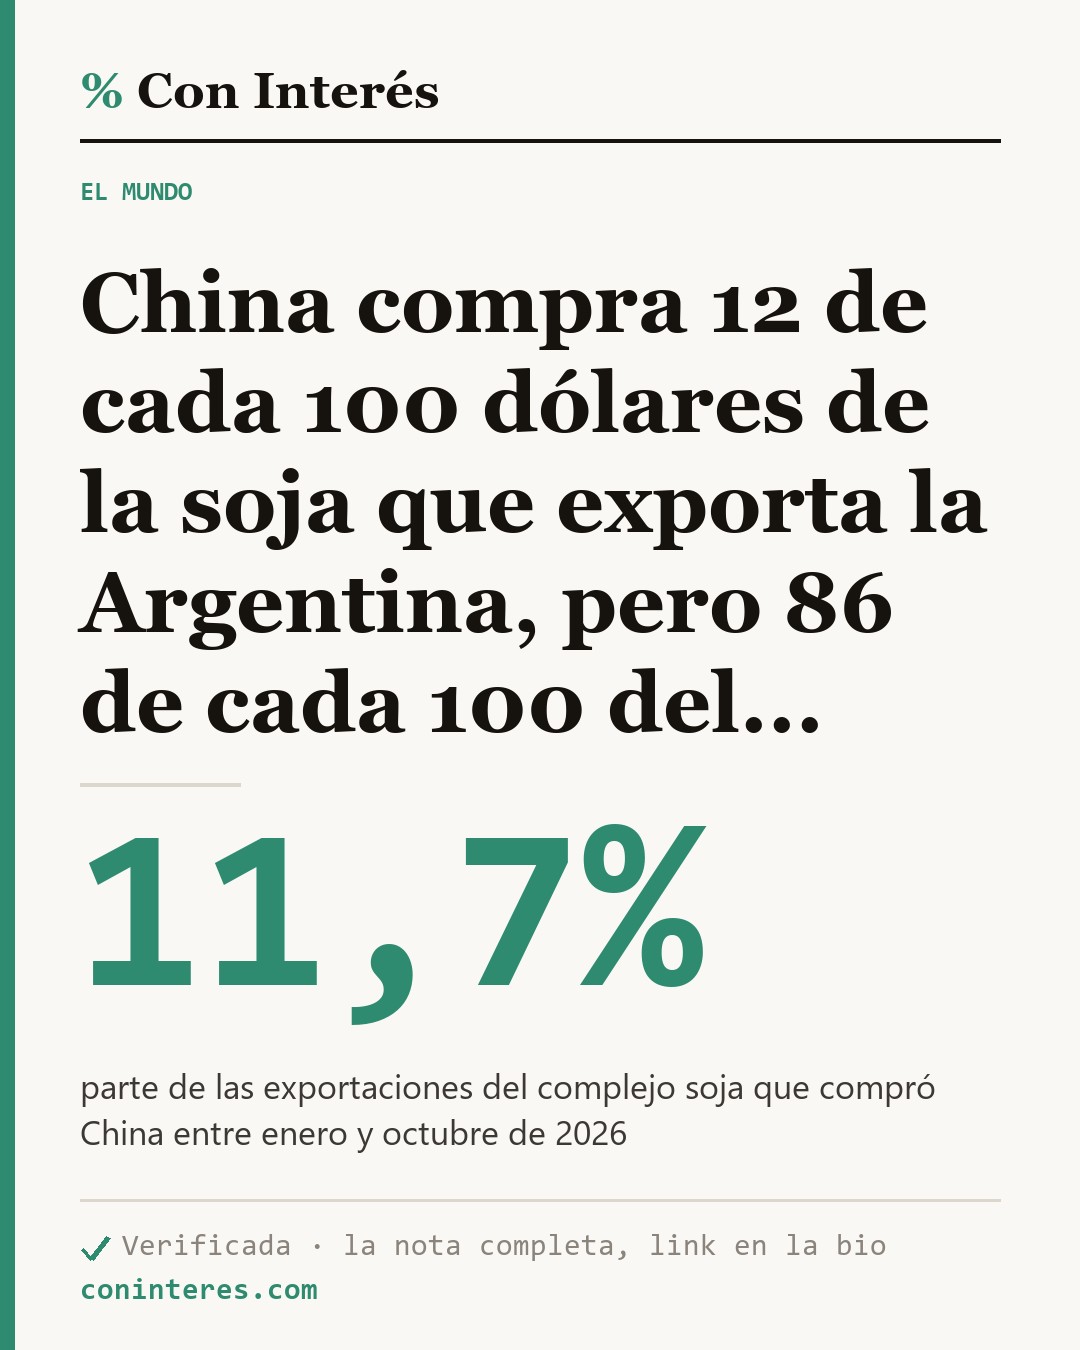 % Con Interés
EL MUNDO
China compra 12 de
cada 100 dólares de
la soja que exporta la
Argentina, pero 86
de cada 100 del...
11,7%
parte de las exportaciones del complejo soja que compró
China entre enero y octubre de 2026
✓ Verificada · la nota completa, link en la bio
coninteres.com